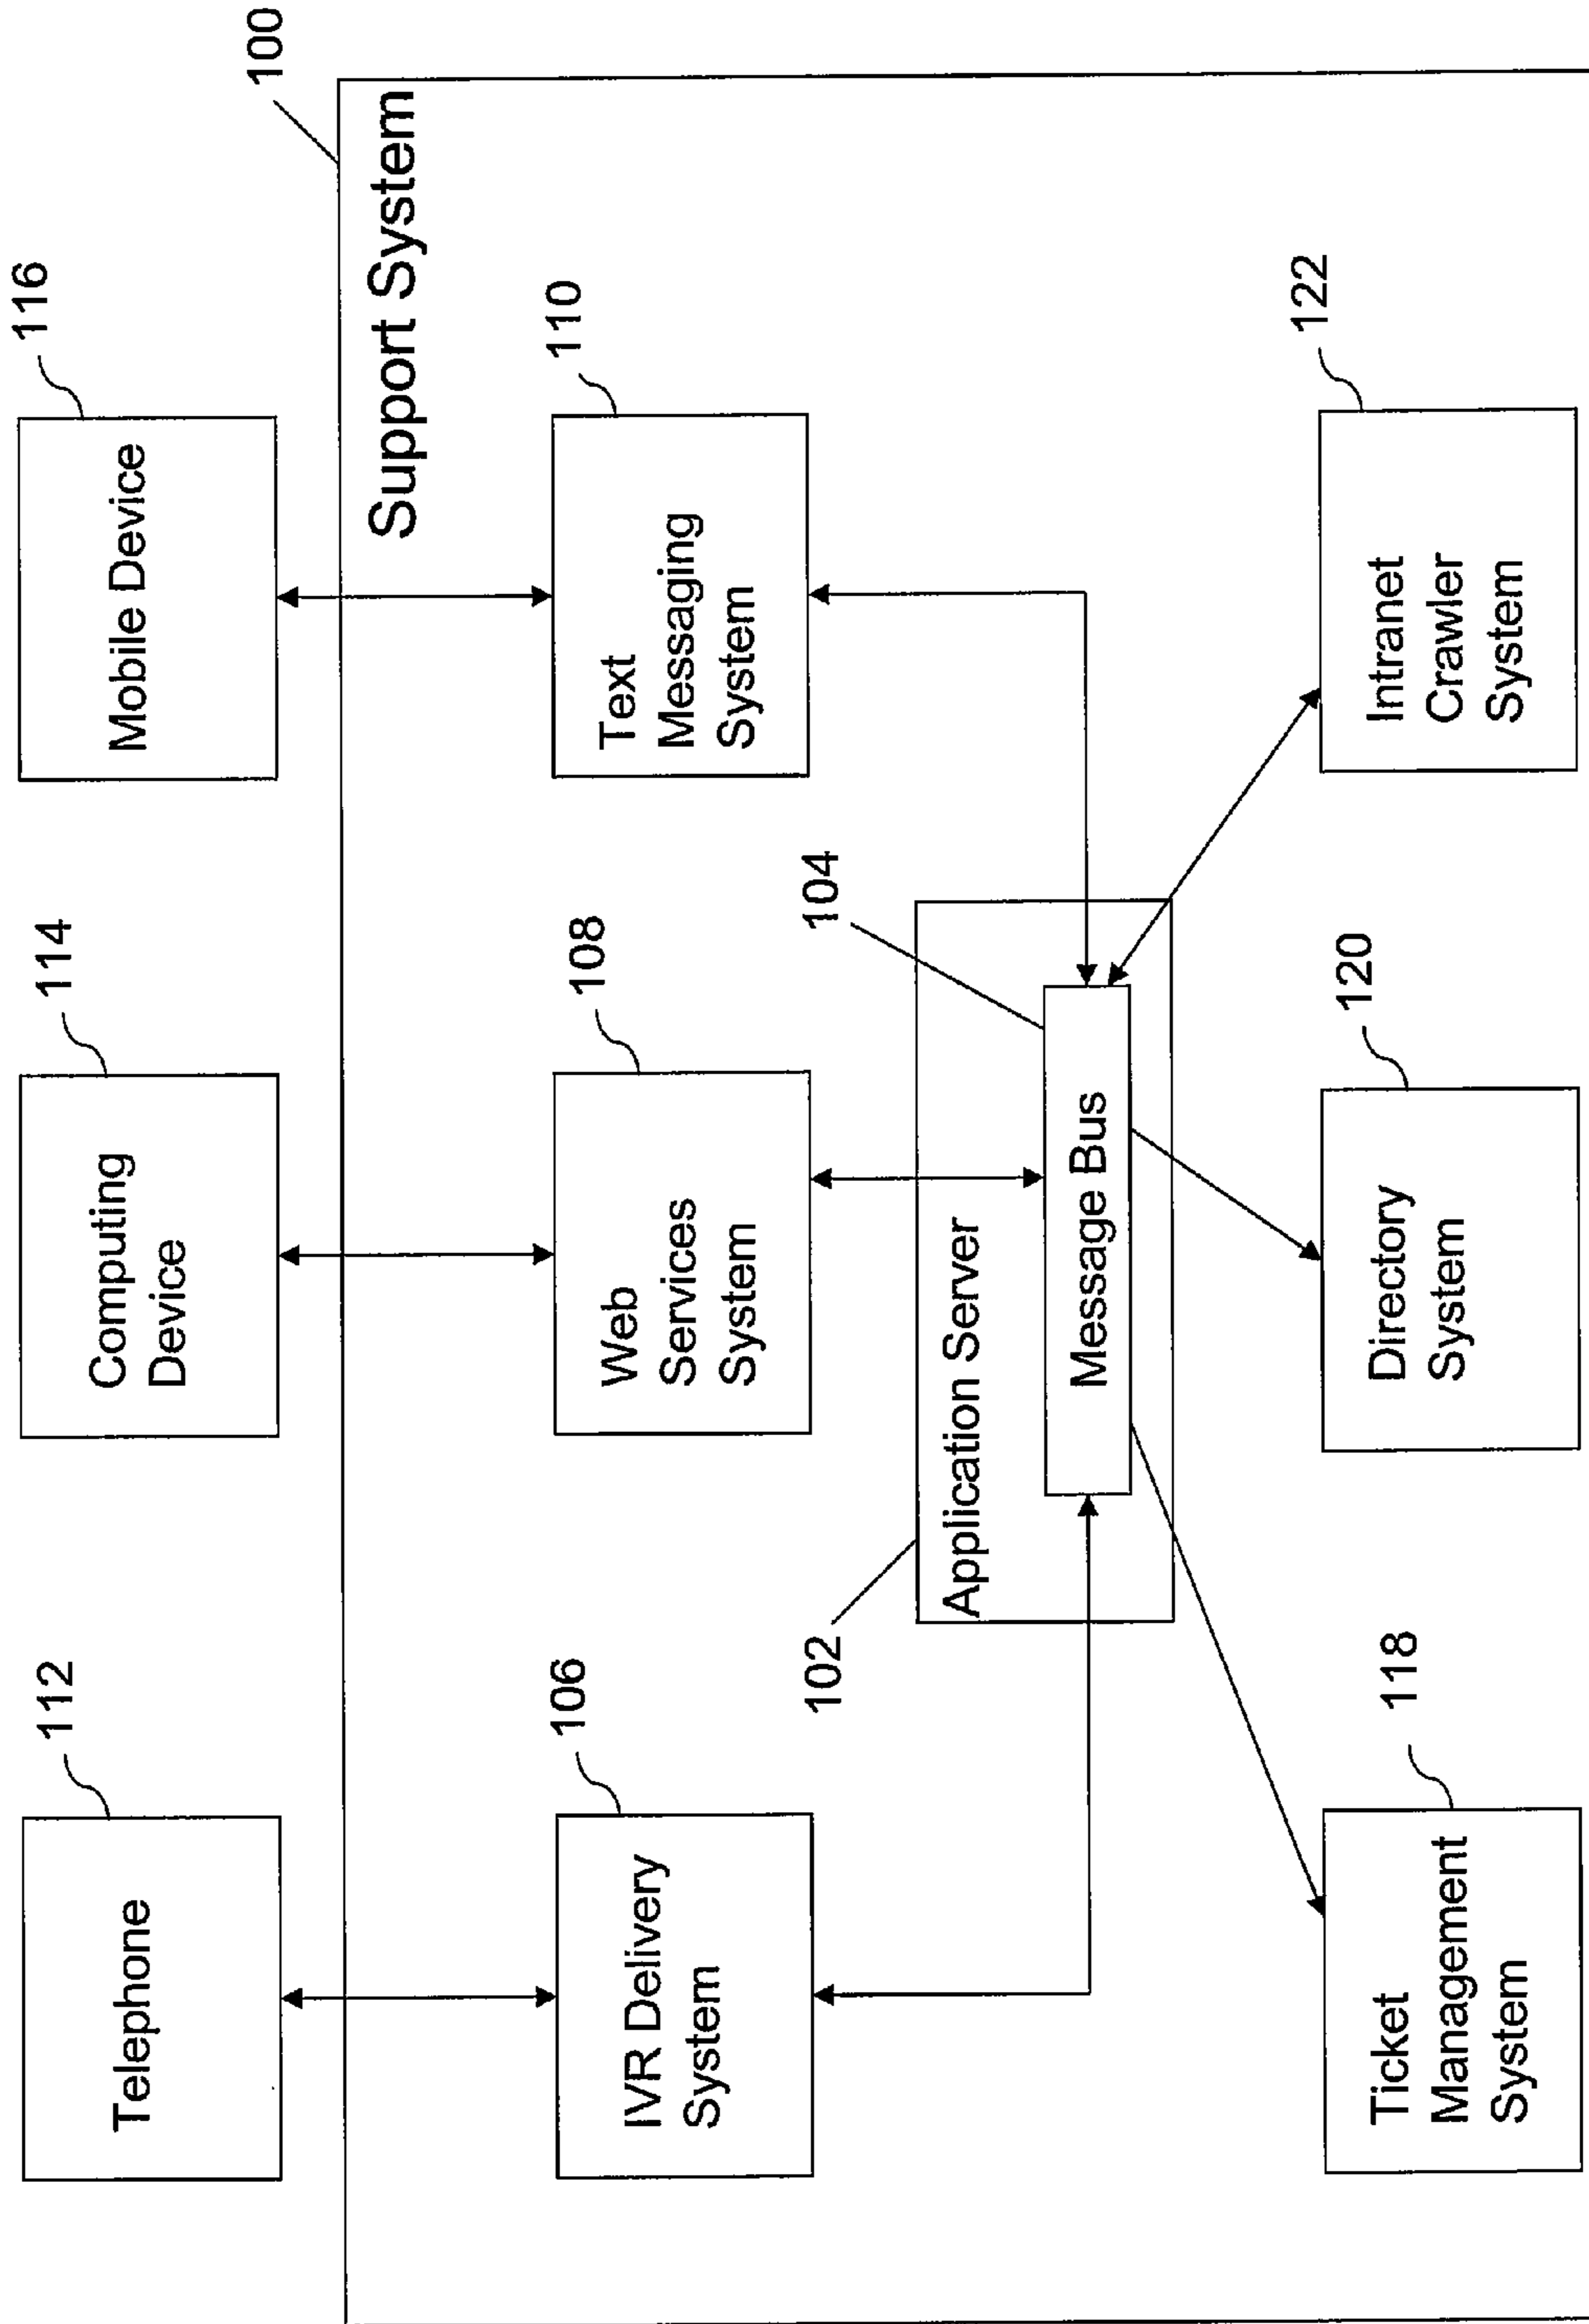 112
Telephone
114
Computing
Device
116
Mobile Device
100
Support System
106
IVR Delivery
System
108
Web
Services
System
110
Text
Messaging
System
102
Application Server
104
Message Bus
118
Ticket
Management
System
120
Directory
System
122
Intranet
Crawler
System